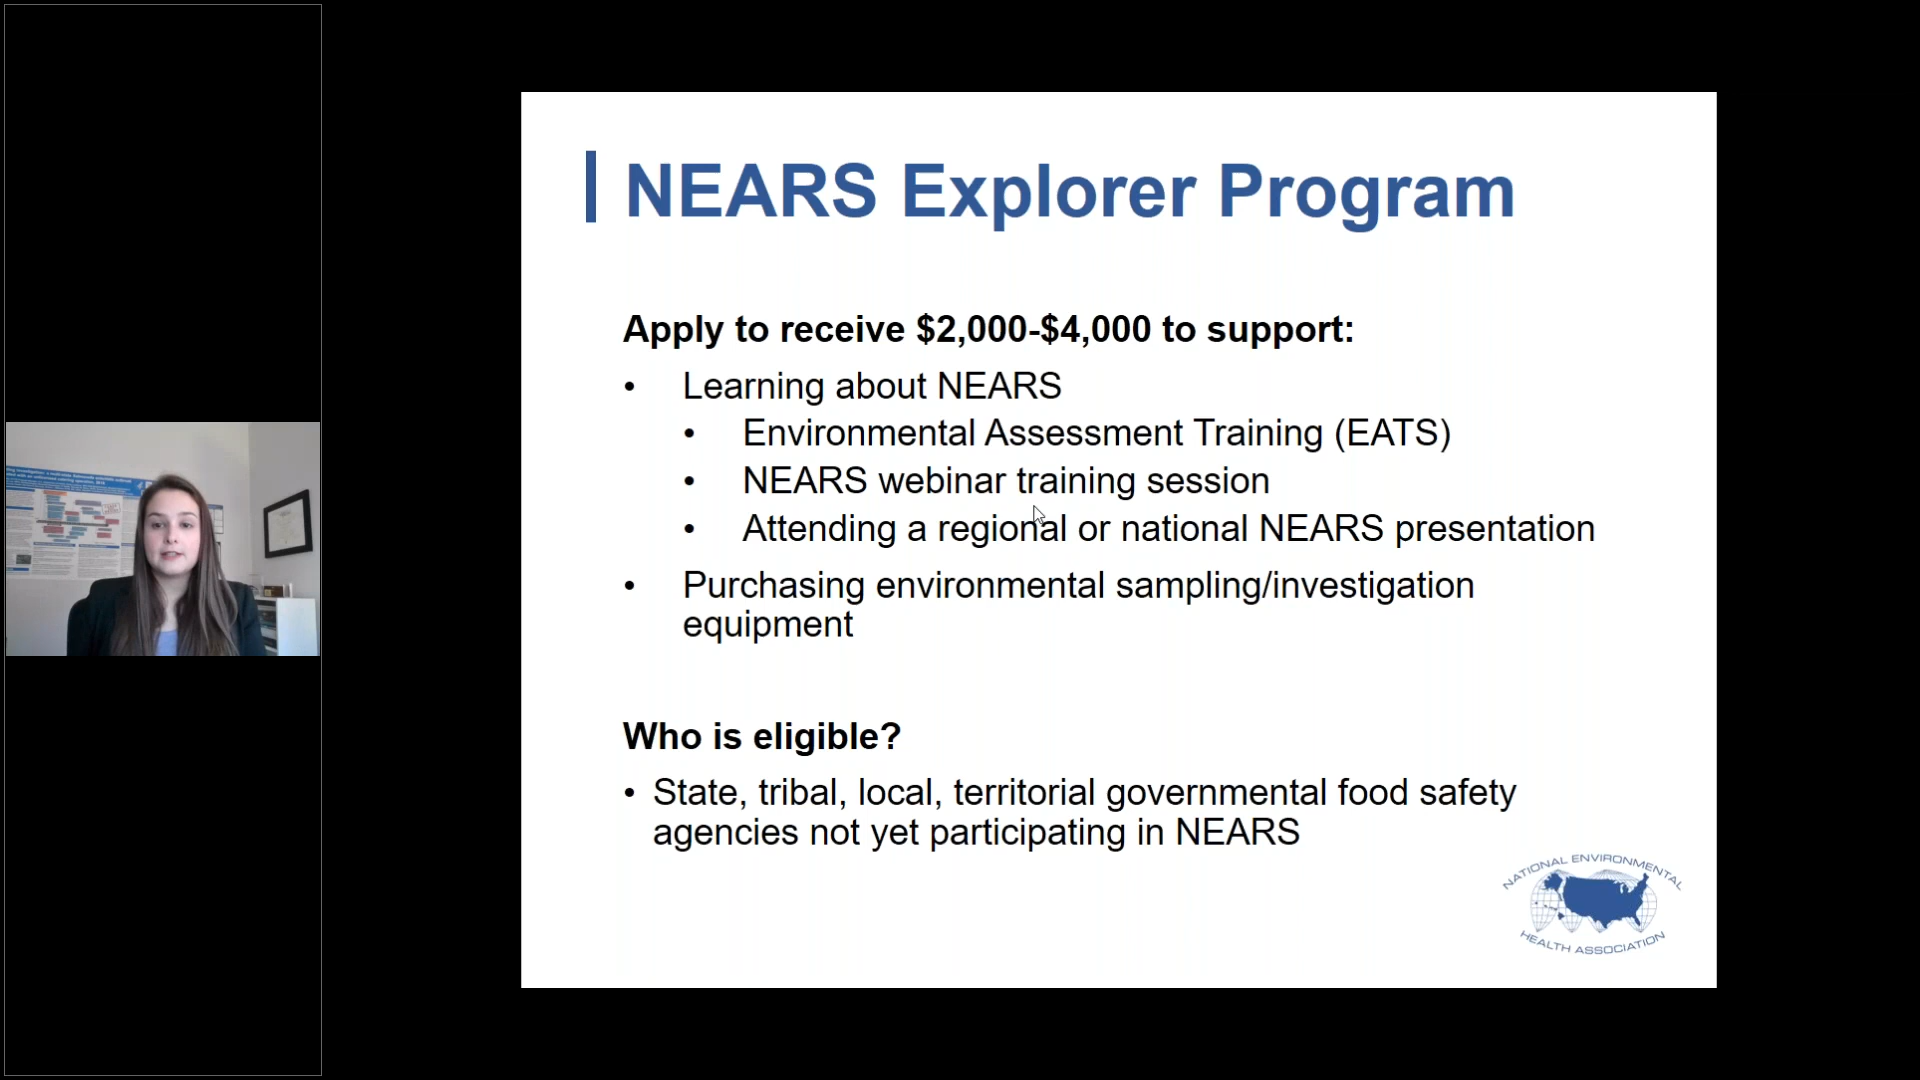 NEARS Explorer Program
Apply to receive $2,000-$4,000 to support:
• Learning about NEARS
• Environmental Assessment Training (EATS)
• NEARS webinar training session
• Attending a regional or national NEARS presentation
• Purchasing environmental sampling/investigation
equipment
Who is eligible?
• State, tribal, local, territorial governmental food safety
agencies not yet participating in NEARS
NATIONAL ENVIRONMENTAL
HEALTH ASSOCIATION